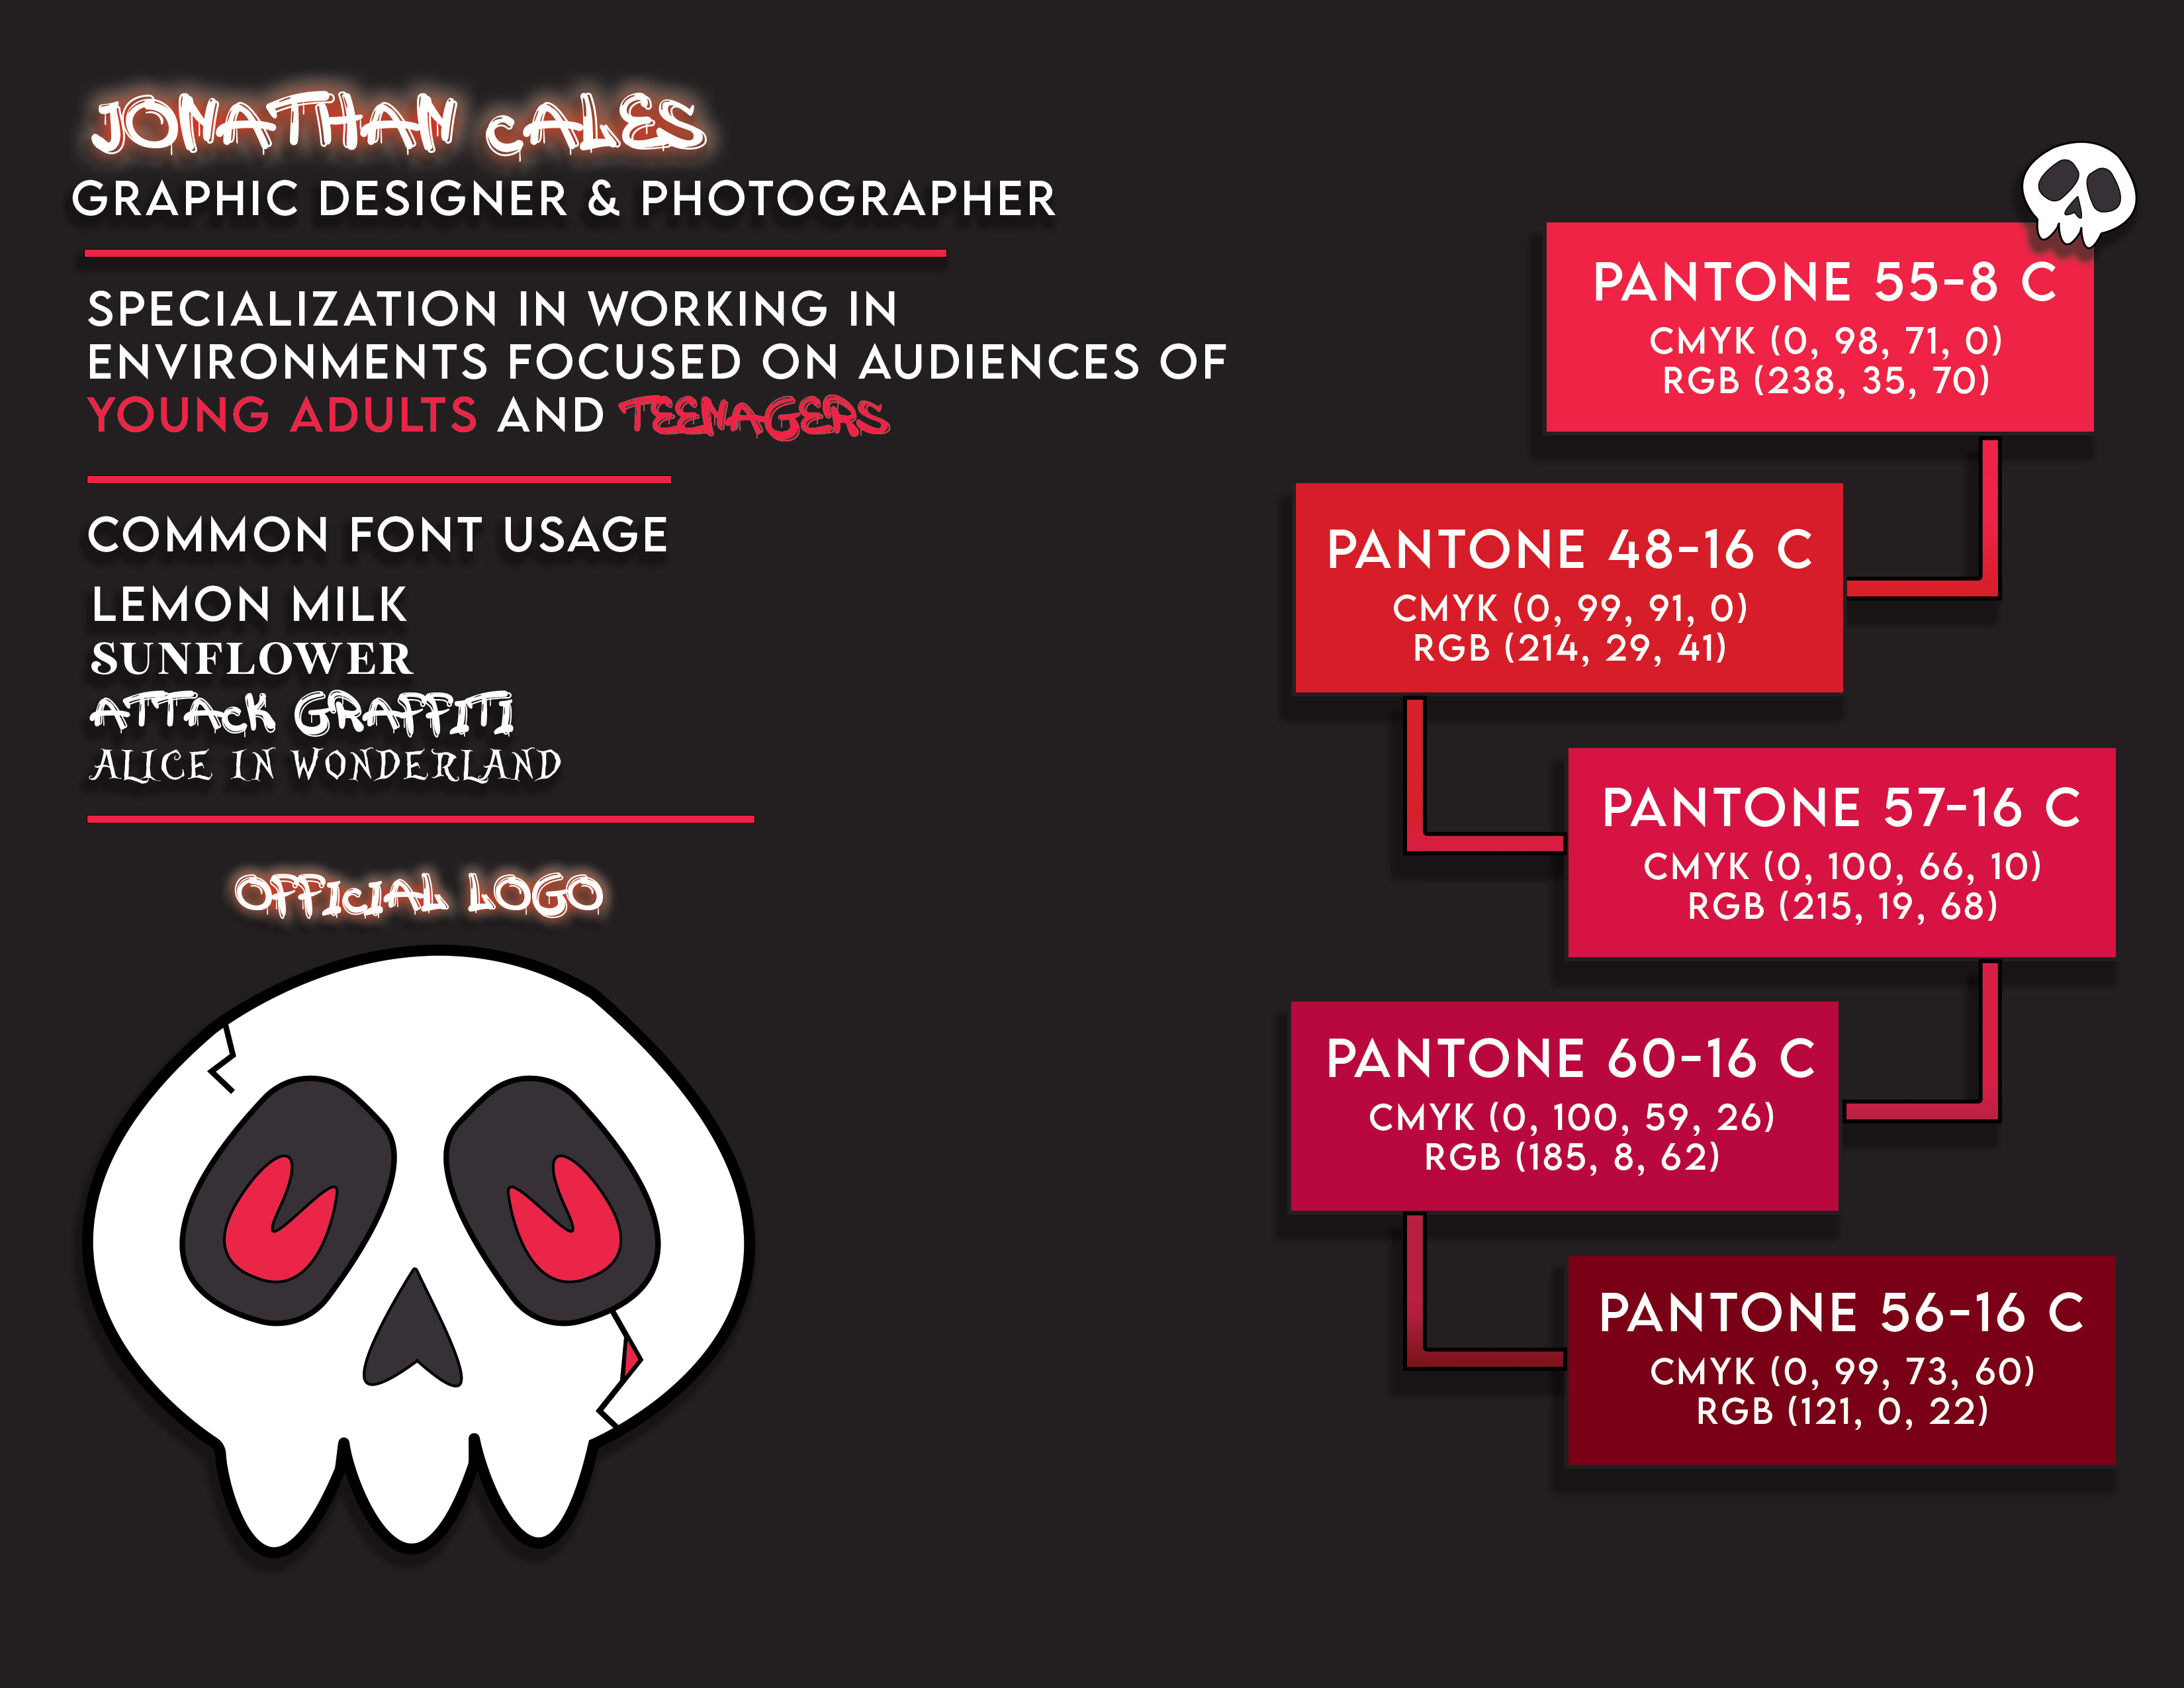 JONATHAN CALES
GRAPHIC DESIGNER & PHOTOGRAPHER
SPECIALIZATION IN WORKING IN
ENVIRONMENTS FOCUSED ON AUDIENCES OF
YOUNG ADULTS AND TEENAGERS
COMMON FONT USAGE
LEMON MILK
SUNFLOWER
ATTACK GRAFFITI
ALICE IN WONDERLAND
OFFICIAL LOGO
PANTONE 55-8 C
CMYK (0, 98, 71, 0)
RGB (238, 35, 70)
PANTONE 48-16 C
CMYK (0, 99, 91, 0)
RGB (214, 29, 41)
PANTONE 57-16 C
CMYK (0, 100, 66, 10)
RGB (215, 19, 68)
PANTONE 60-16 C
CMYK (0, 100, 59, 26)
RGB (185, 8, 62)
PANTONE 56-16 C
CMYK (0, 99, 73, 60)
RGB (121, 0, 22)